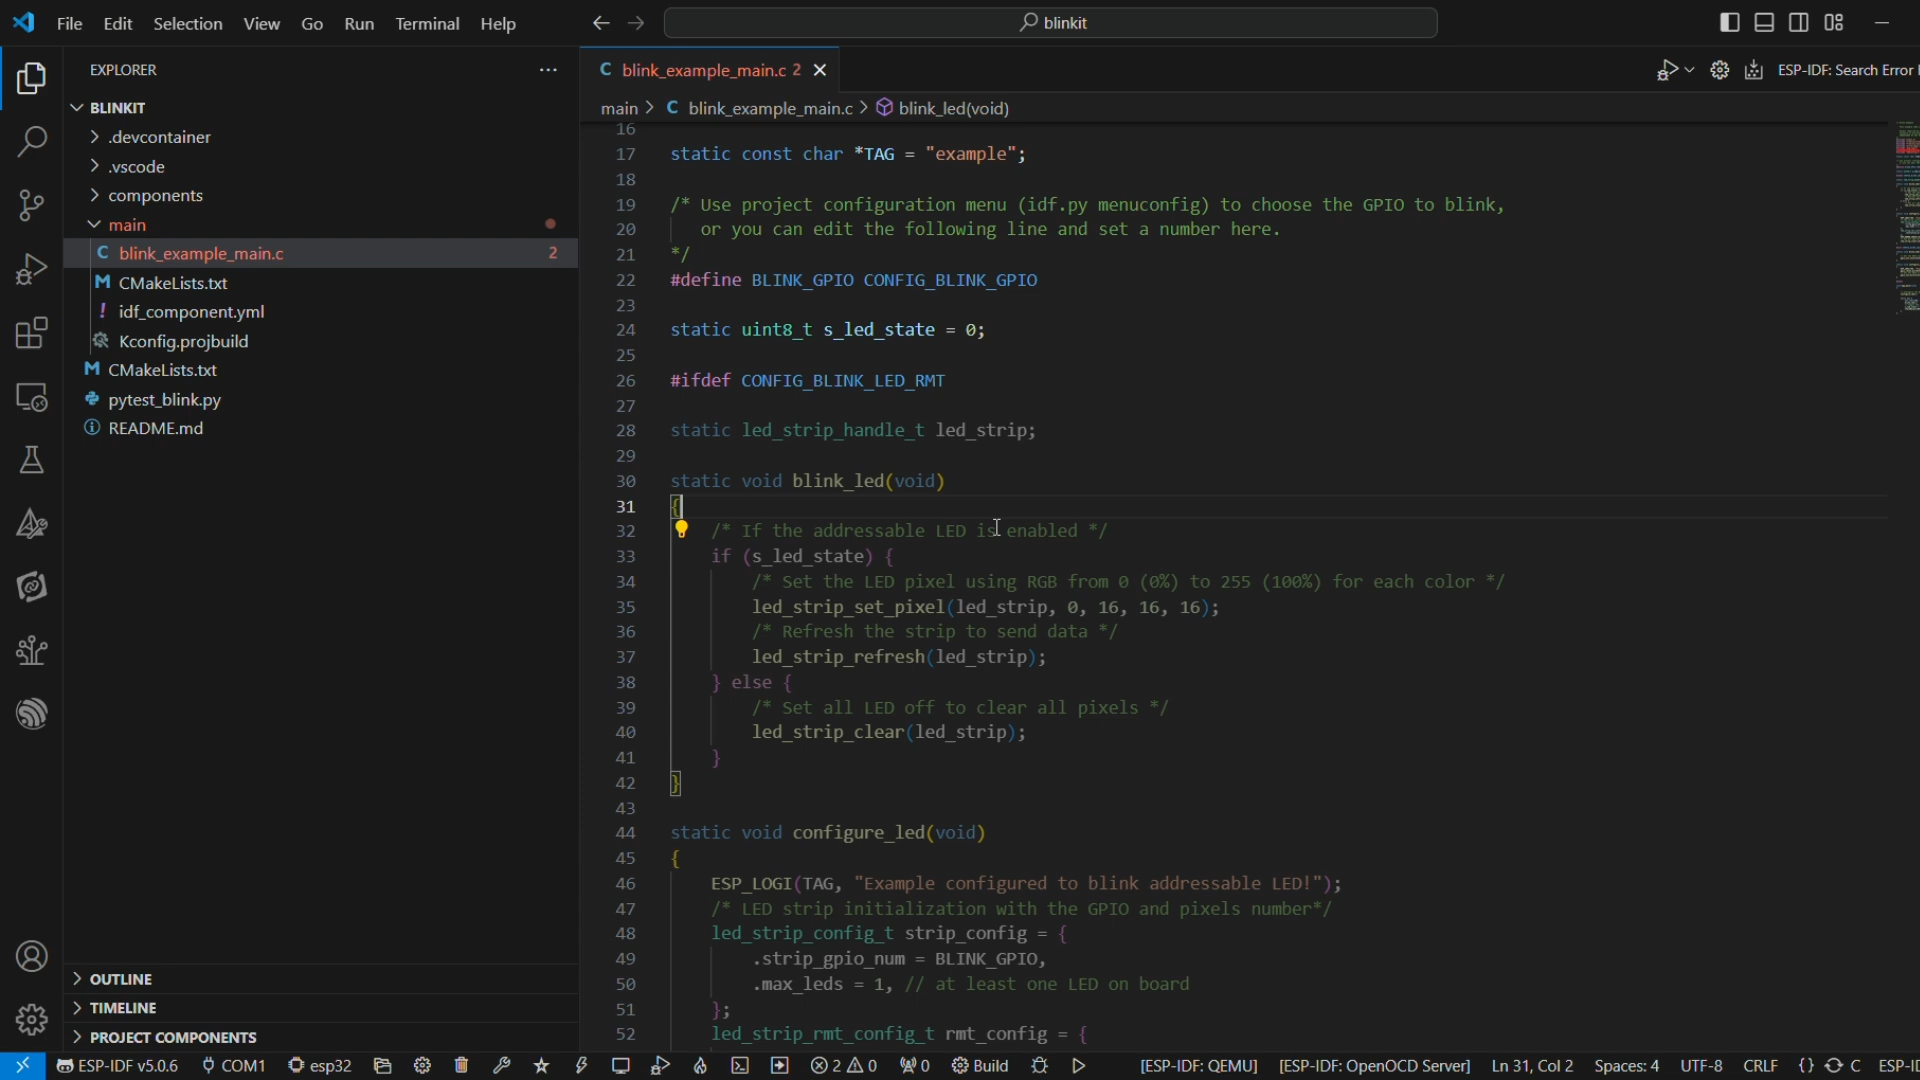 File Edit Selection View Go Run Terminal Help
blinkit
EXPLORER
BLINKIT
.devcontainer
.vscode
components
main
C blink_example_main.c 2
M CMakeLists.txt
! idf_component.yml
Kconfig.projbuild
M CMakeLists.txt
pytest_blink.py
README.md
OUTLINE
TIMELINE
PROJECT COMPONENTS
C blink_example_main.c 2
ESP-IDF: Search Error
main > C blink_example_main.c > blink_led(void)
16
17 static const char *TAG = "example";
18
19 /* Use project configuration menu (idf.py menuconfig) to choose the GPIO to blink,
20 or you can edit the following line and set a number here.
21 */
22 #define BLINK_GPIO CONFIG_BLINK_GPIO
23
24 static uint8_t s_led_state = 0;
25
26 #ifdef CONFIG_BLINK_LED_RMT
27
28 static led_strip_handle_t led_strip;
29
30 static void blink_led(void)
31 {
32 /* If the addressable LED is enabled */
33 if (s_led_state) {
34 /* Set the LED pixel using RGB from 0 (0%) to 255 (100%) for each color */
35 led_strip_set_pixel(led_strip, 0, 16, 16, 16);
36 /* Refresh the strip to send data */
37 led_strip_refresh(led_strip);
38 } else {
39 /* Set all LED off to clear all pixels */
40 led_strip_clear(led_strip);
41 }
42 }
43
44 static void configure_led(void)
45 {
46 ESP_LOGI(TAG, "Example configured to blink addressable LED!");
47 /* LED strip initialization with the GPIO and pixels number*/
48 led_strip_config_t strip_config = {
49 .strip_gpio_num = BLINK_GPIO,
50 .max_leds = 1, // at least one LED on board
51 };
52 led_strip_rmt_config_t rmt_config = {
ESP-IDF v5.0.6 COM1 esp32 2 0 0 Build [ESP-IDF: QEMU] [ESP-IDF: OpenOCD Server] Ln 31, Col 2 Spaces: 4 UTF-8 CRLF {} C